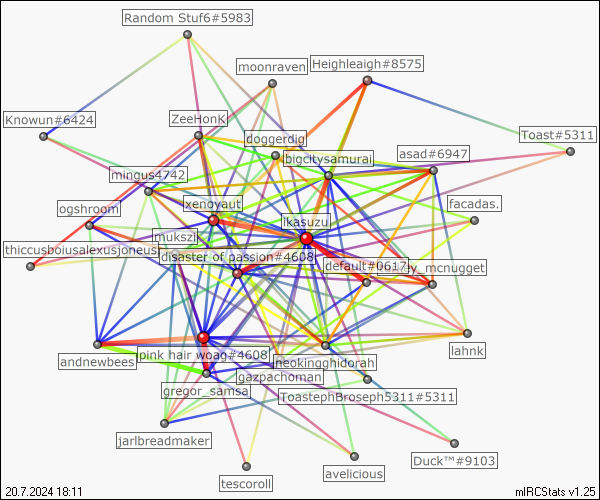 Random Stuf6#5983
moonraven
Heighleaigh#8575
Knowun#6424
ZeeHonK
doggerdig
Toast#5311
bigcitysamurai
asad#6947
mingus4742
xenoyaut
facadas.
ogshroom
lkasuzu
mukszi
thiccusboiusalexusjoneus
disaster of passion#4608
default#0617
y_mcnugget
pink hair woag#4608
neokinghidorah
lahnk
andnewbees
gazpachoman
gregor_samsa
ToastephBroseph5311#5311
jarlbreadmaker
Duck™#9103
avelicious
tescoroll
20.7.2024 18:11
mIRCStats v1.25